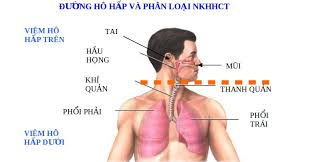 ĐƯỜNG HÔ HẤP VÀ PHÂN LOẠI NKHHCT
VIÊM HÔ
HẤP TRÊN
TAI
HẦU
HỌNG
MŨI
KHÍ
QUẢN
THANH QUẢN
PHỔI PHẢI
PHỔI
TRÁI
VIÊM HÔ
HẤP DƯỚI